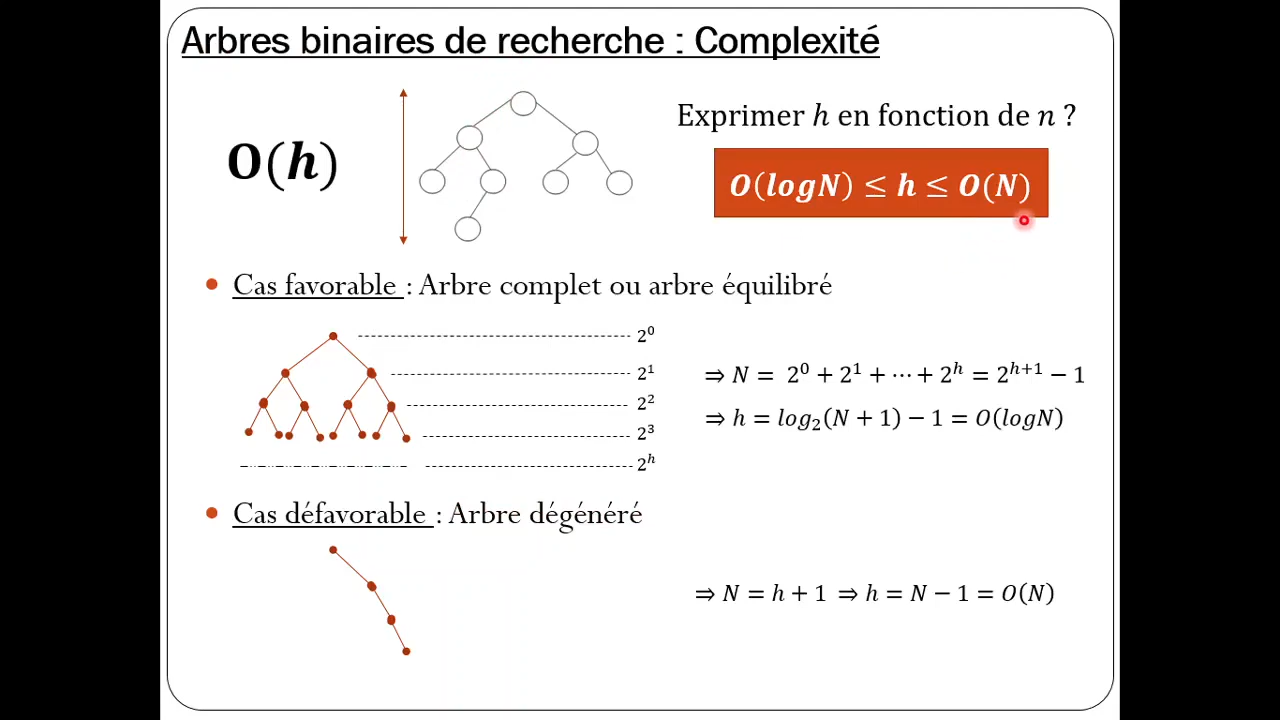 Arbres binaires de recherche : Complexité
O(h)
Exprimer h en fonction de n ?
O(logN) ≤ h ≤ O(N)
• Cas favorable : Arbre complet ou arbre équilibré
2⁰
2¹
2²
2³
2ʰ
⇒ N = 2⁰ + 2¹ + ⋯ + 2ʰ = 2ʰ⁺¹ − 1
⇒ h = log₂(N + 1) − 1 = O(logN)
• Cas défavorable : Arbre dégénéré
⇒ N = h + 1 ⇒ h = N − 1 = O(N)